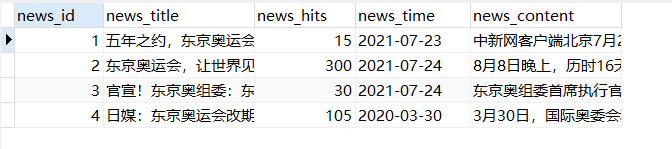 news_id news_title news_hits news_time news_content
1 五年之约，东京奥运会 15 2021-07-23 中新网客户端北京7月2
2 东京奥运会，让世界见 300 2021-07-24 8月8日晚上，历时16天
3 官宣！东京奥组委：东 30 2021-07-24 东京奥组委首席执行官
4 日媒：东京奥运会改期 105 2020-03-30 3月30日，国际奥委会